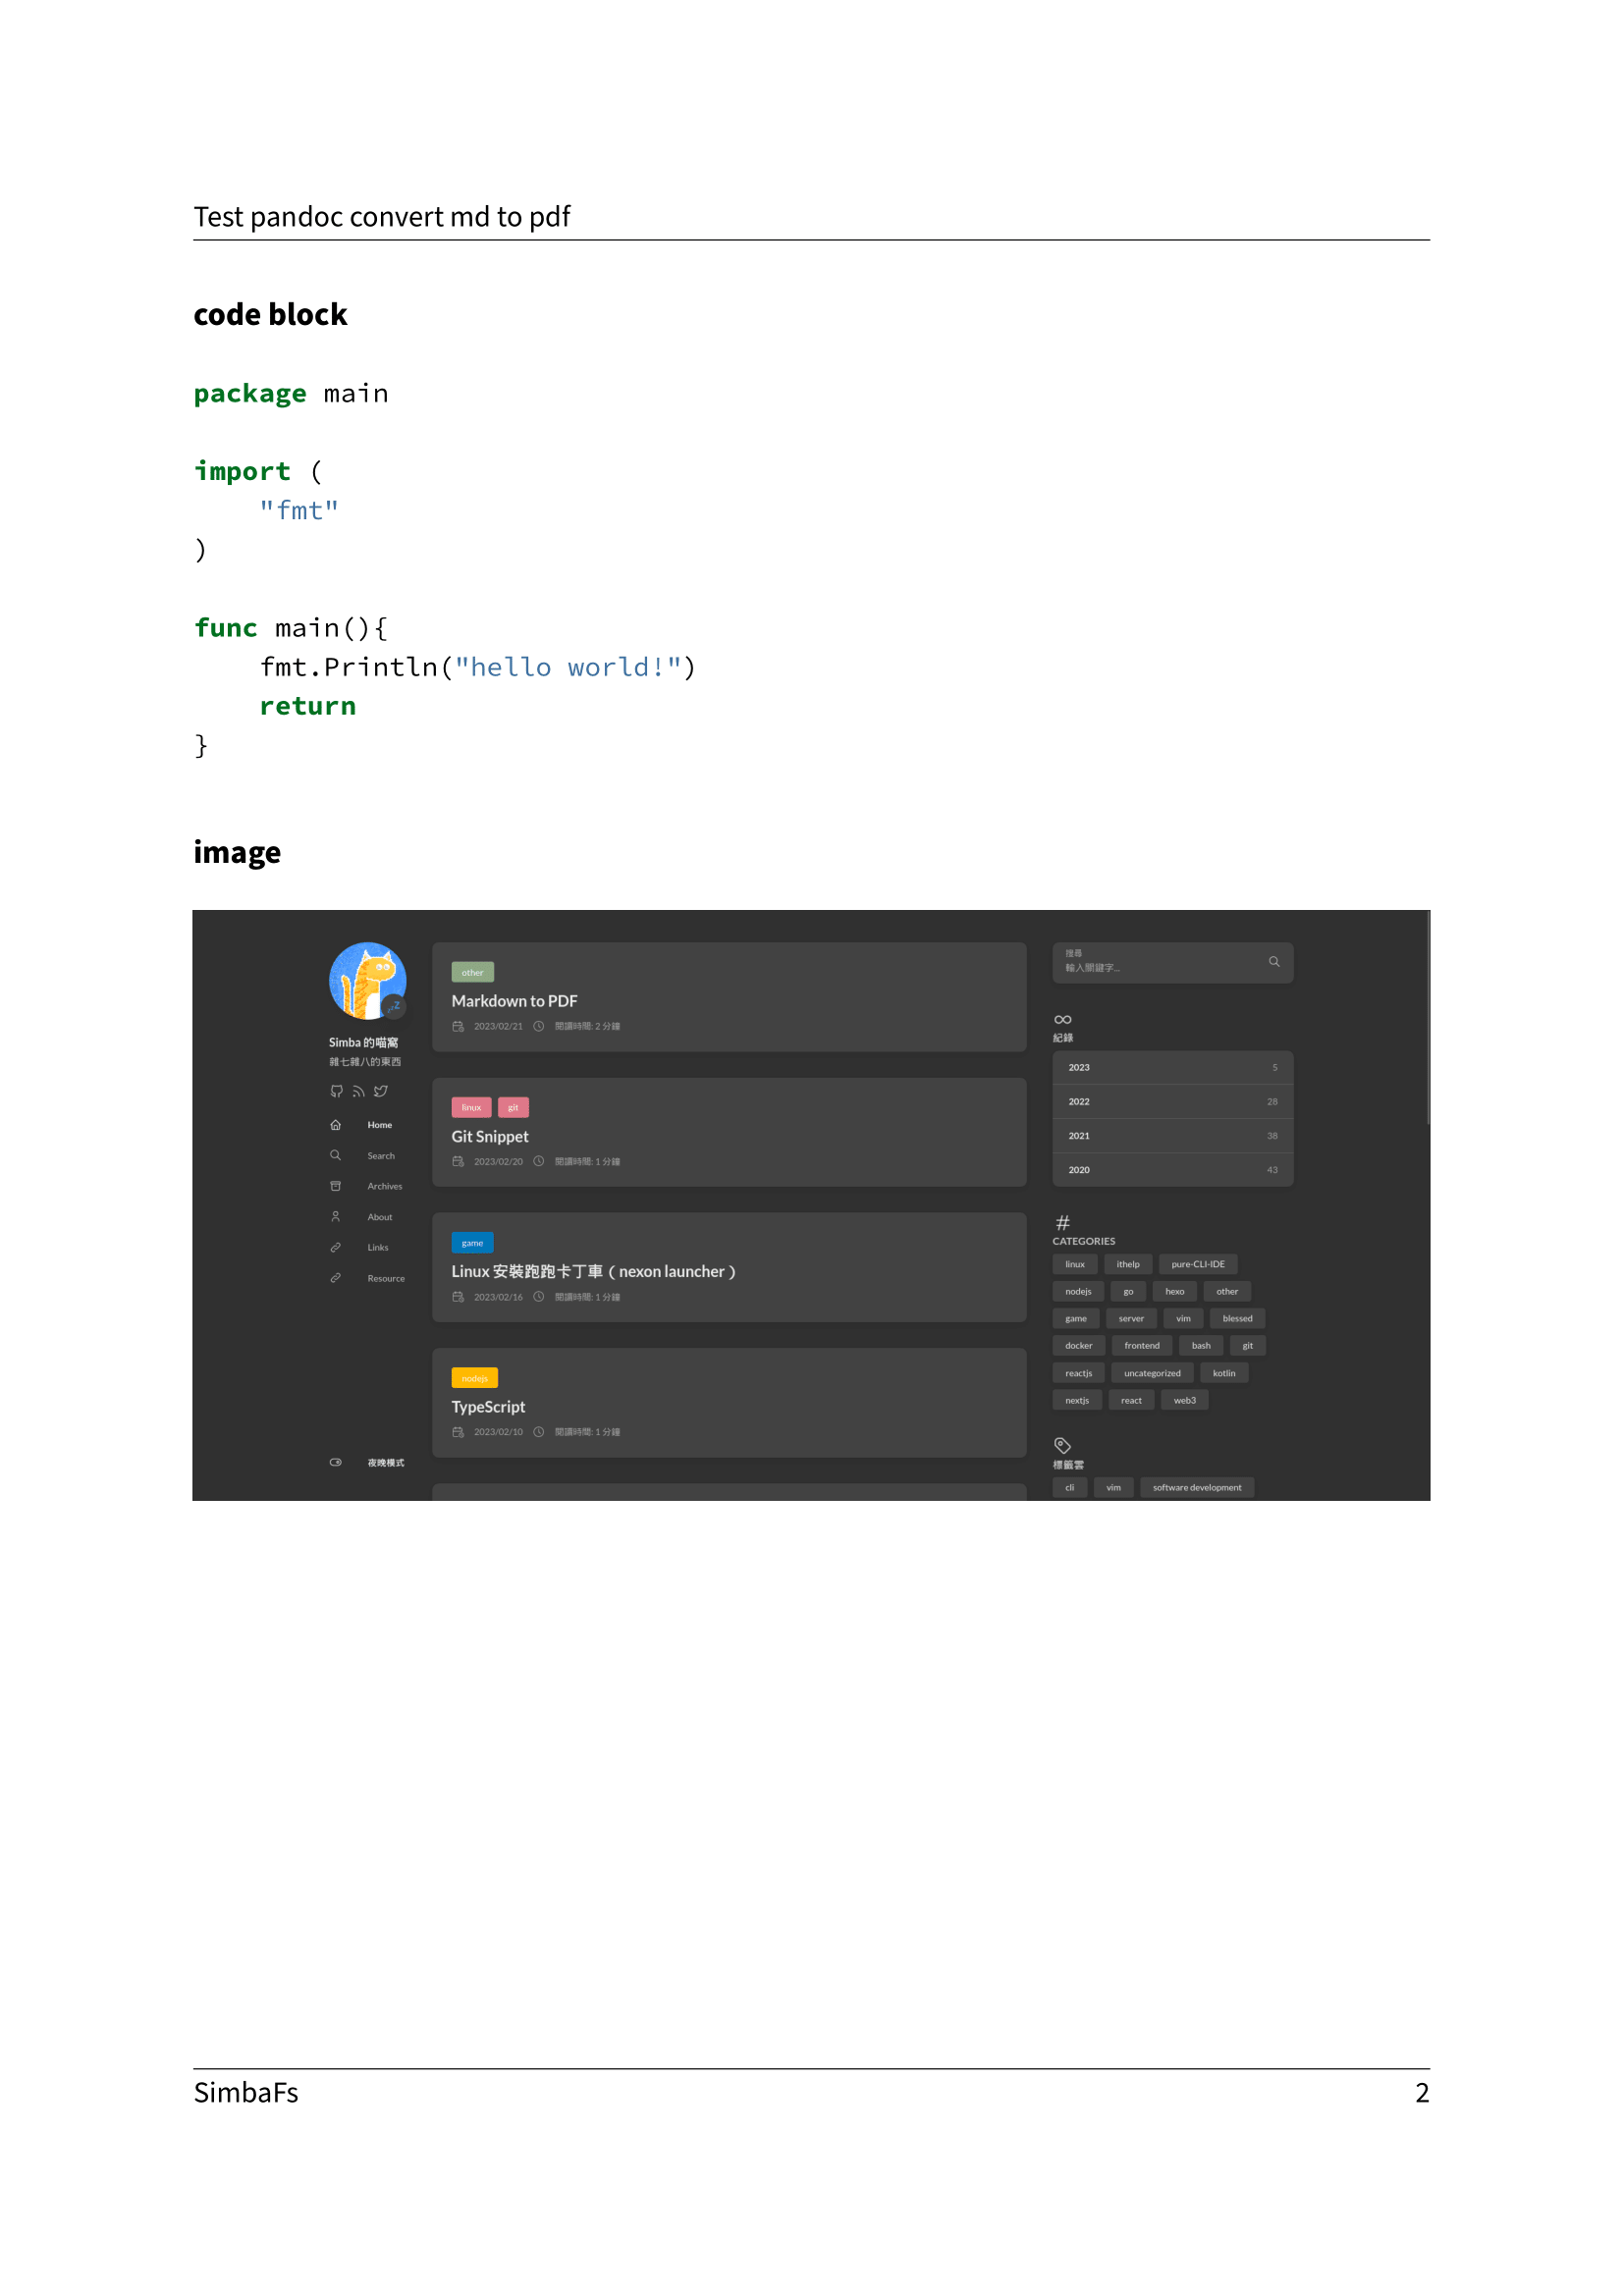 Test pandoc convert md to pdf
code block
package main
import (
    "fmt"
)
func main(){
    fmt.Println("hello world!")
    return
}
image
Simba 的喵窩
雜七雜八的東西
Home
Search
Archives
About
Links
Resource
夜晚模式
other
Markdown to PDF
2023/02/21 閱讀時間: 2 分鐘
linux git
Git Snippet
2023/02/20 閱讀時間: 1 分鐘
game
Linux 安裝跑跑卡丁車（nexon launcher）
2023/02/16 閱讀時間: 1 分鐘
nodejs
TypeScript
2023/02/10 閱讀時間: 1 分鐘
搜尋
輸入關鍵字...
紀錄
2023 5
2022 28
2021 38
2020 43
CATEGORIES
linux ithelp pure-CLI-IDE
nodejs go hexo other
game server vim blessed
docker frontend bash git
reactjs uncategorized kotlin
nextjs react web3
標籤雲
cli vim software development
SimbaFs 2